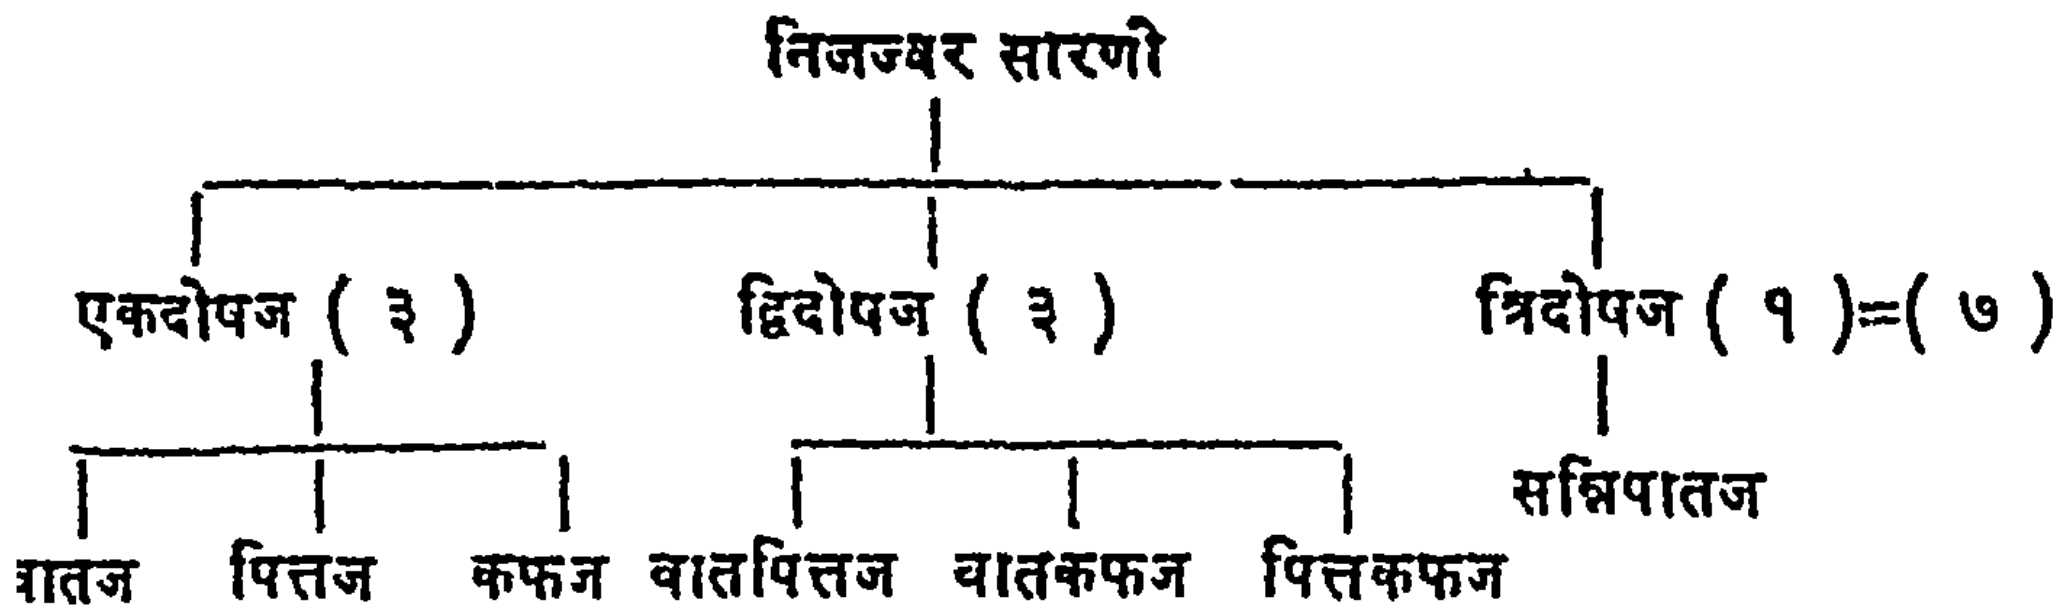 निजज्वर सारणी
एकदोषज ( ३ ) द्विदोषज ( ३ ) त्रिदोषज ( १ )=( ७ )
सन्निपातज
वातज पित्तज कफज वातपित्तज वातकफज पित्तकफज